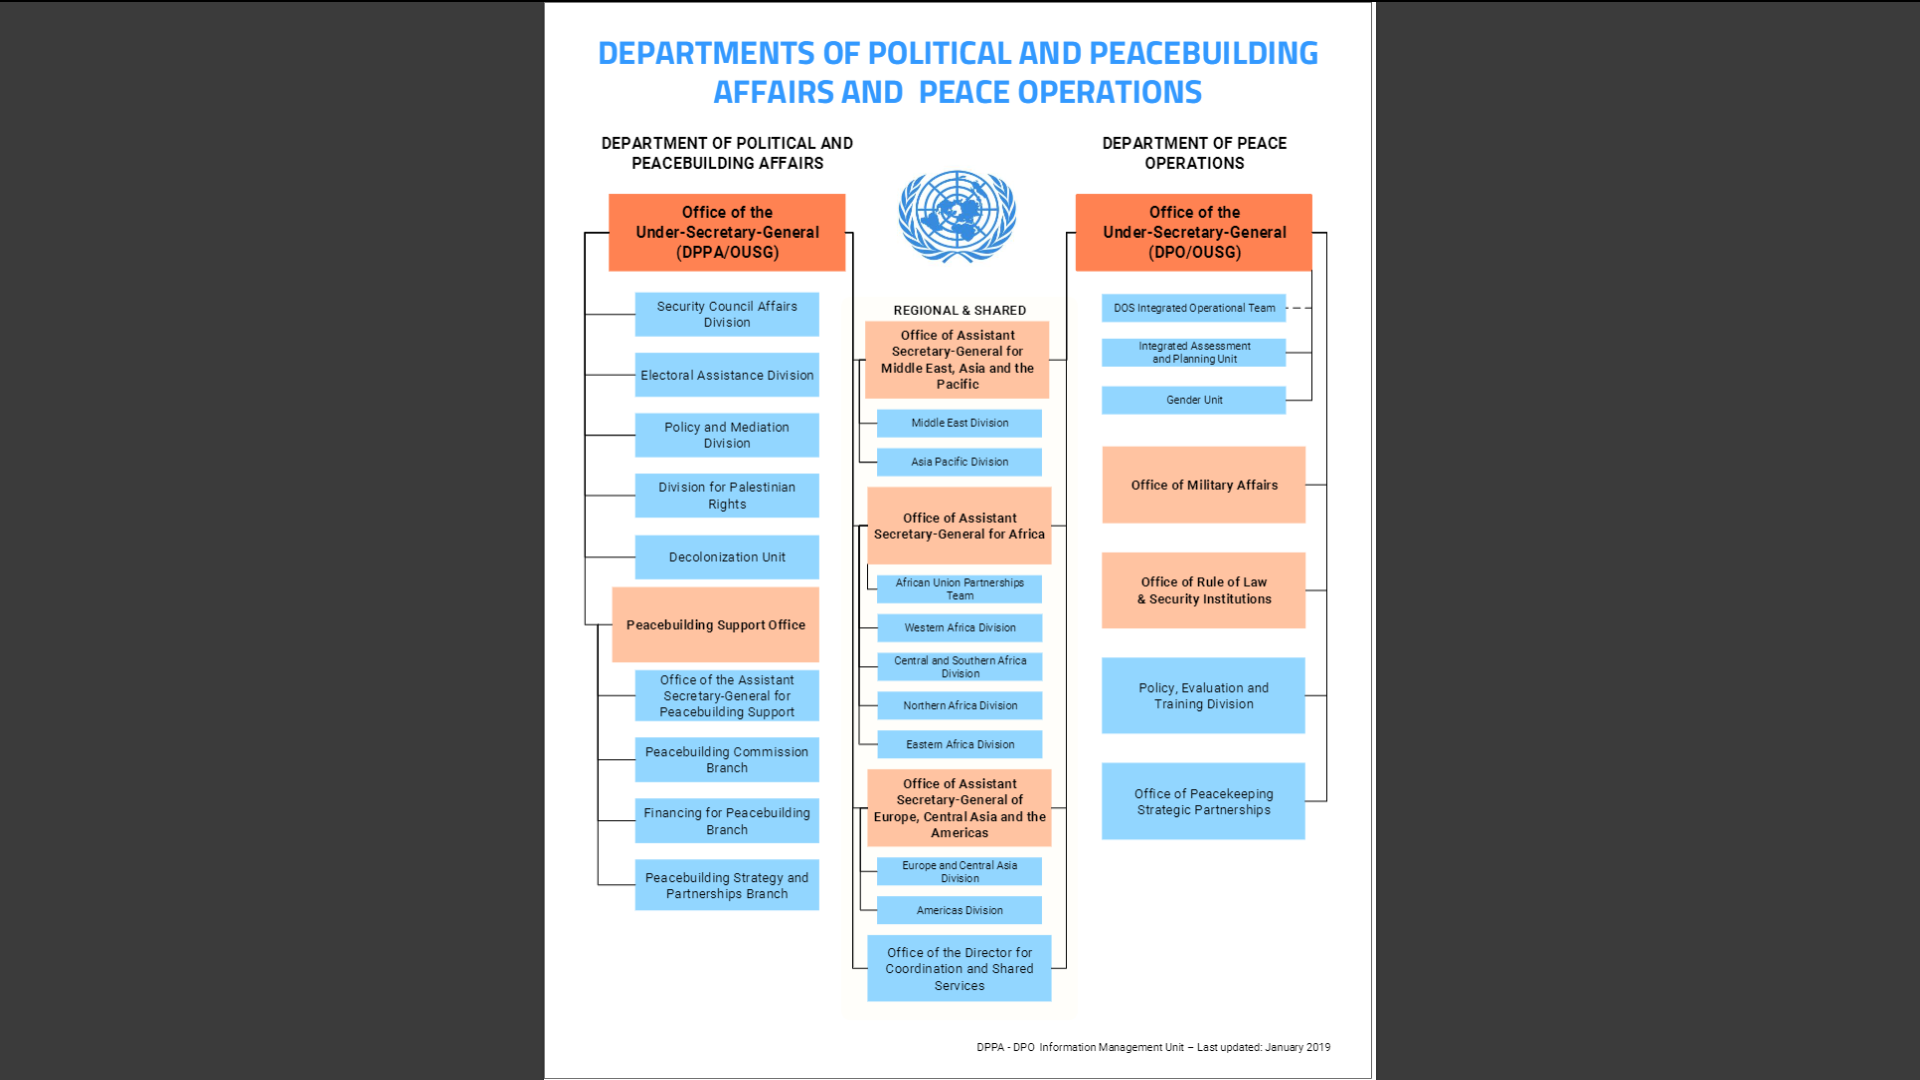 DEPARTMENTS OF POLITICAL AND PEACEBUILDING
AFFAIRS AND PEACE OPERATIONS
DEPARTMENT OF POLITICAL AND
PEACEBUILDING AFFAIRS
Office of the
Under-Secretary-General
(DPPA/OUSG)
Security Council Affairs
Division
Electoral Assistance Division
Policy and Mediation
Division
Division for Palestinian
Rights
Decolonization Unit
Peacebuilding Support Office
Office of the Assistant
Secretary-General for
Peacebuilding Support
Peacebuilding Commission
Branch
Financing for Peacebuilding
Branch
Peacebuilding Strategy and
Partnerships Branch
REGIONAL & SHARED
Office of Assistant
Secretary-General for
Middle East, Asia and the
Pacific
Middle East Division
Asia Pacific Division
Office of Assistant
Secretary-General for Africa
African Union Partnerships
Team
Western Africa Division
Central and Southern Africa
Division
Northern Africa Division
Eastern Africa Division
Office of Assistant
Secretary-General of
Europe, Central Asia and the
Americas
Europe and Central Asia
Division
Americas Division
Office of the Director for
Coordination and Shared
Services
DEPARTMENT OF PEACE
OPERATIONS
Office of the
Under-Secretary-General
(DPO/OUSG)
DOS Integrated Operational Team
Integrated Assessment
and Planning Unit
Gender Unit
Office of Military Affairs
Office of Rule of Law
& Security Institutions
Policy, Evaluation and
Training Division
Office of Peacekeeping
Strategic Partnerships
DPPA - DPO Information Management Unit – Last updated: January 2019